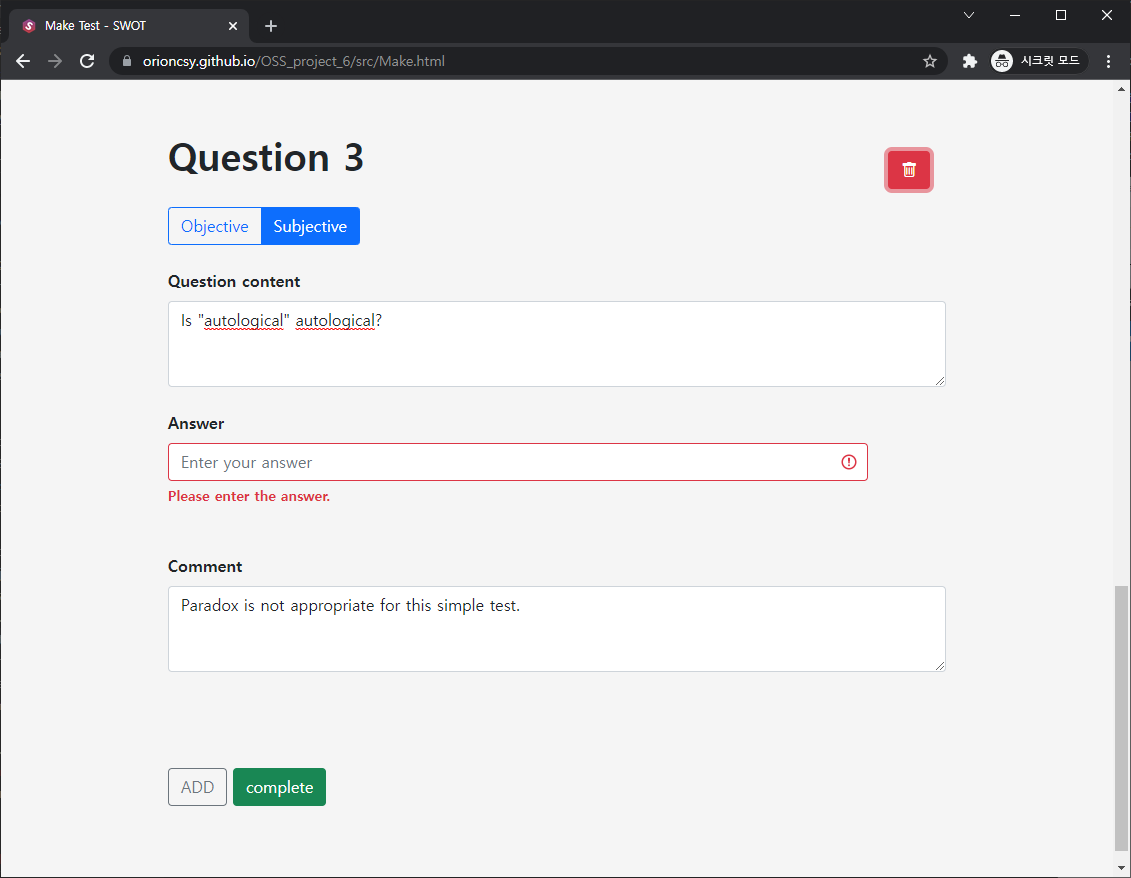 Make Test - SWOT
orioncsy.github.io/OSS_project_6/src/Make.html
시크릿 모드
Question 3
Objective
Subjective
Question content
Is "autological" autological?
Answer
Enter your answer
Please enter the answer.
Comment
Paradox is not appropriate for this simple test.
ADD
complete